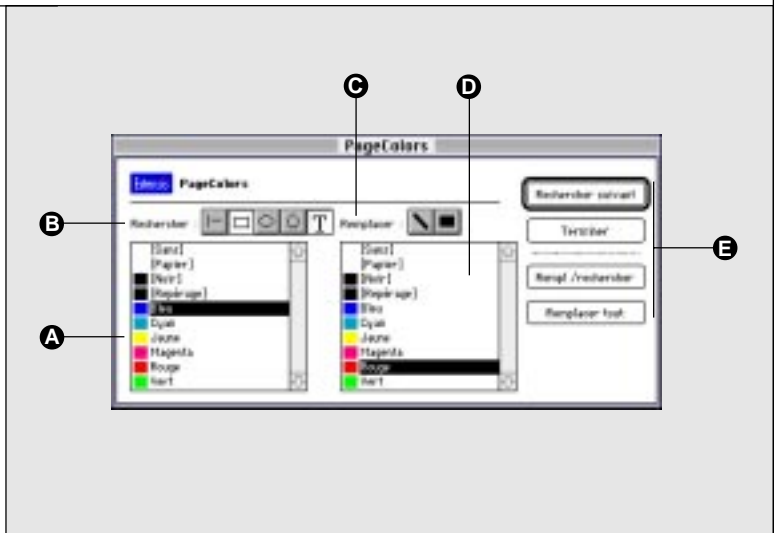 C D
PageColors
Edencio PageColors
Rechercher suivant
B Rechercher : T Remplacer :
Terminer
E
[Sans] [Sans]
[Papier] [Papier]
[Noir] [Noir]
Rempl./rechercher
[Repérage] [Repérage]
Bleu Bleu
Remplacer tout
Cyan Cyan
A Jaune Jaune
Magenta Magenta
Rouge Rouge
Vert Vert